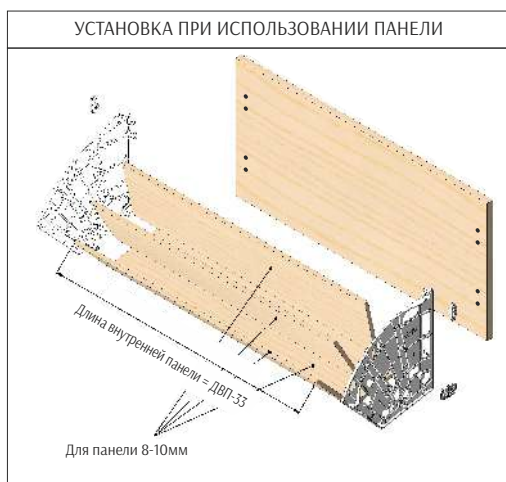 УСТАНОВКА ПРИ ИСПОЛЬЗОВАНИИ ПАНЕЛИ
Длина внутренней панели = ДВП-33
Для панели 8-10мм